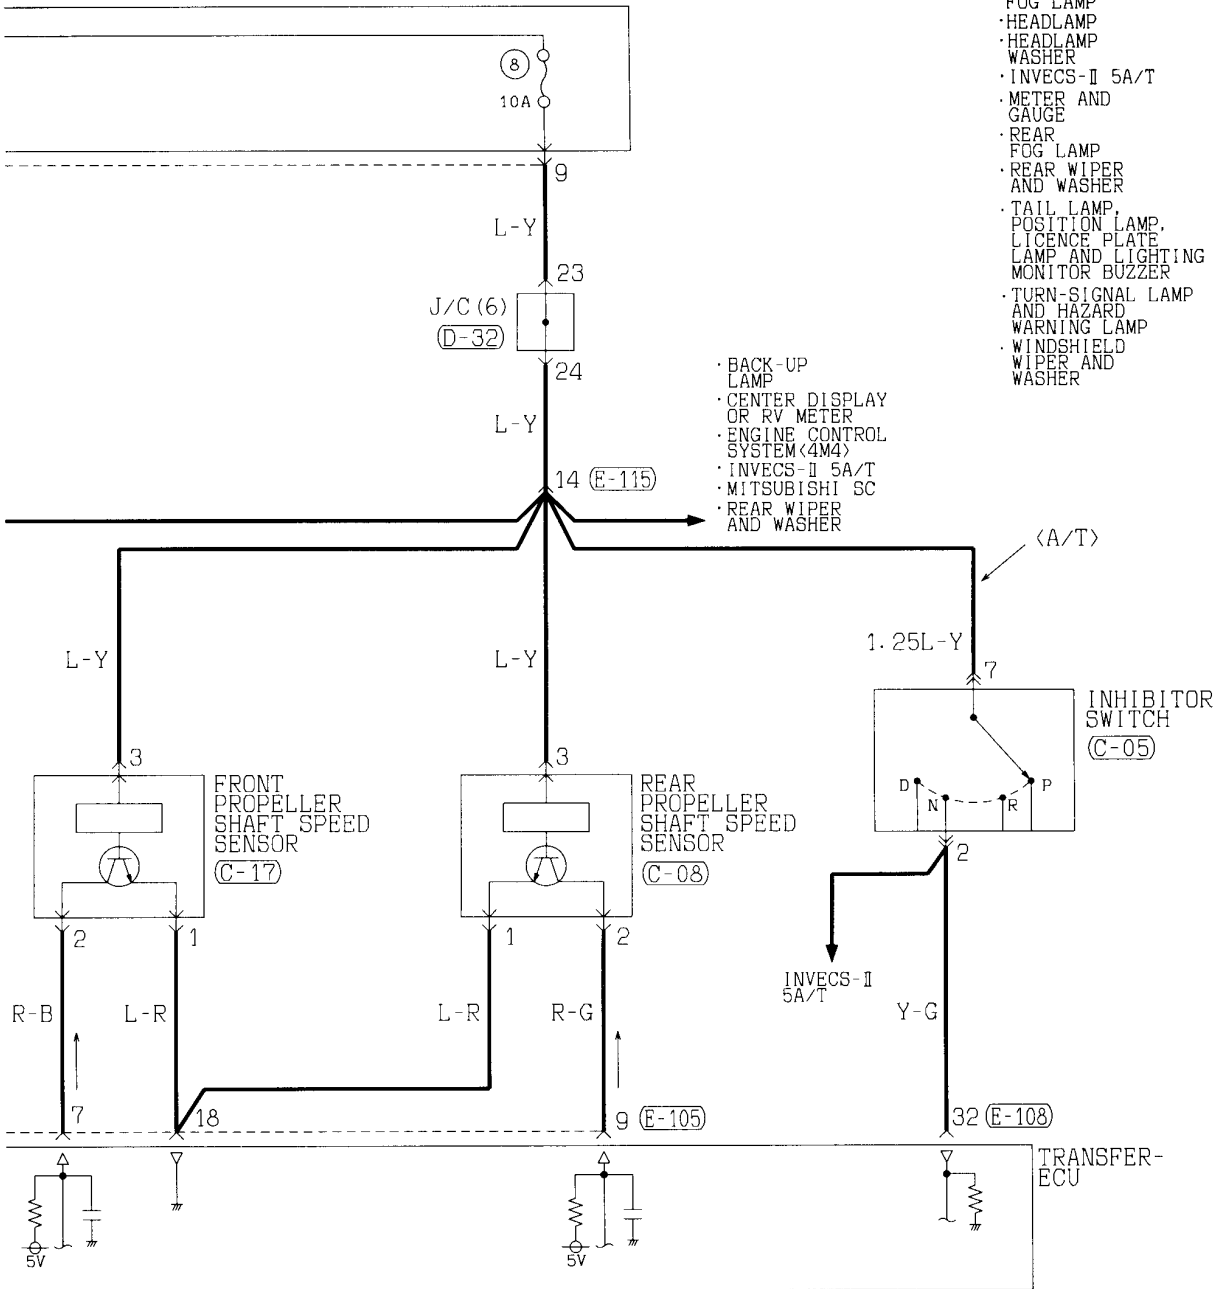 FOG LAMP
·HEADLAMP
·HEADLAMP
WASHER
·INVECS-Ⅱ 5A/T
·METER AND
GAUGE
·REAR
FOG LAMP
·REAR WIPER
AND WASHER
·TAIL LAMP,
POSITION LAMP,
LICENCE PLATE
LAMP AND LIGHTING
MONITOR BUZZER
·TURN-SIGNAL LAMP
AND HAZARD
WARNING LAMP
·WINDSHIELD
WIPER AND
WASHER
8
10A
9
L-Y
23
J/C(6)
D-32
24
L-Y
14 E-115
·BACK-UP
LAMP
·CENTER DISPLAY
OR RV METER
·ENGINE CONTROL
SYSTEM<4M4>
·INVECS-Ⅱ 5A/T
·MITSUBISHI SC
·REAR WIPER
AND WASHER
<A/T>
L-Y
L-Y
1.25L-Y
3
3
7
FRONT
PROPELLER
SHAFT SPEED
SENSOR
C-17
REAR
PROPELLER
SHAFT SPEED
SENSOR
C-08
INHIBITOR
SWITCH
C-05
D
N
R
P
2
1
1
2
2
INVECS-Ⅱ
5A/T
R-B
L-R
L-R
R-G
Y-G
7
18
9 E-105
32 E-108
TRANSFER-
ECU
5V
5V